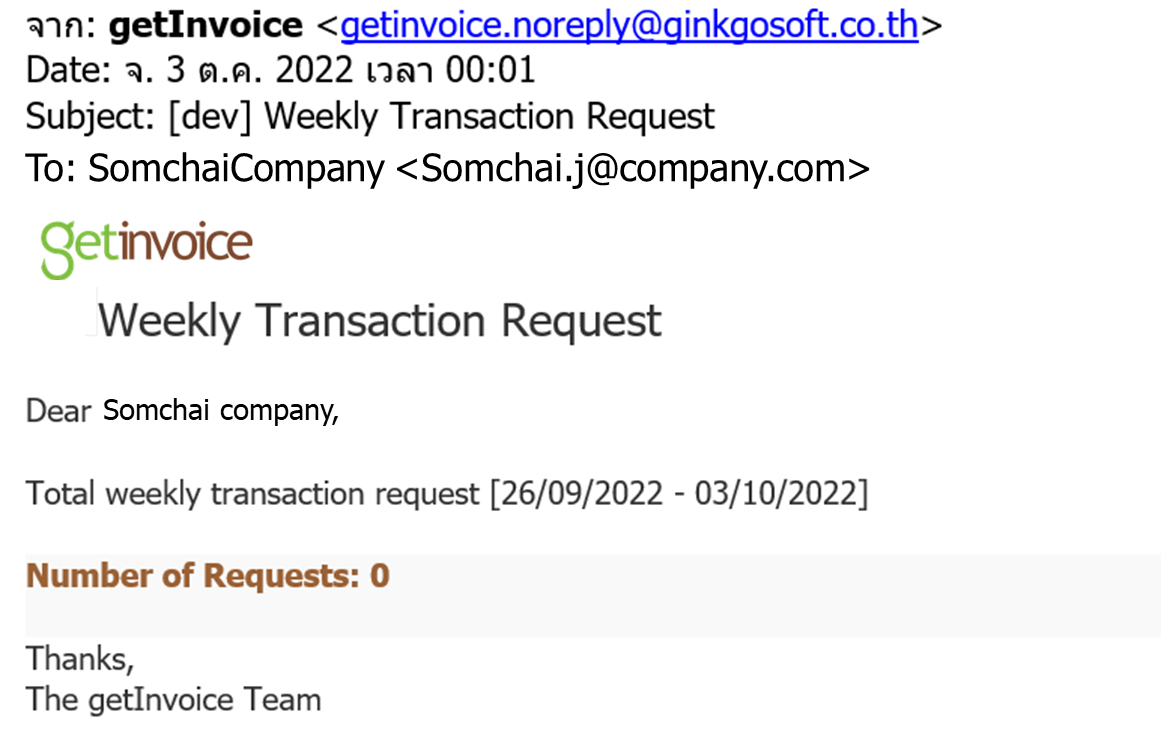 จาก: getInvoice <getinvoice.noreply@ginkgosoft.co.th>
Date: จ. 3 ต.ค. 2022 เวลา 00:01
Subject: [dev] Weekly Transaction Request
To: SomchaiCompany <Somchai.j@company.com>
getinvoice
Weekly Transaction Request
Dear Somchai company,
Total weekly transaction request [26/09/2022 - 03/10/2022]
Number of Requests: 0
Thanks,
The getInvoice Team